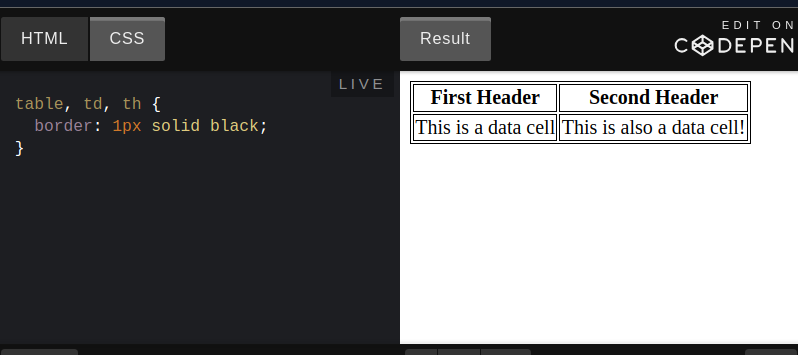 HTML CSS Result EDIT ON
CODEPEN
LIVE
table, td, th {
  border: 1px solid black;
}
First Header Second Header
This is a data cell This is also a data cell!